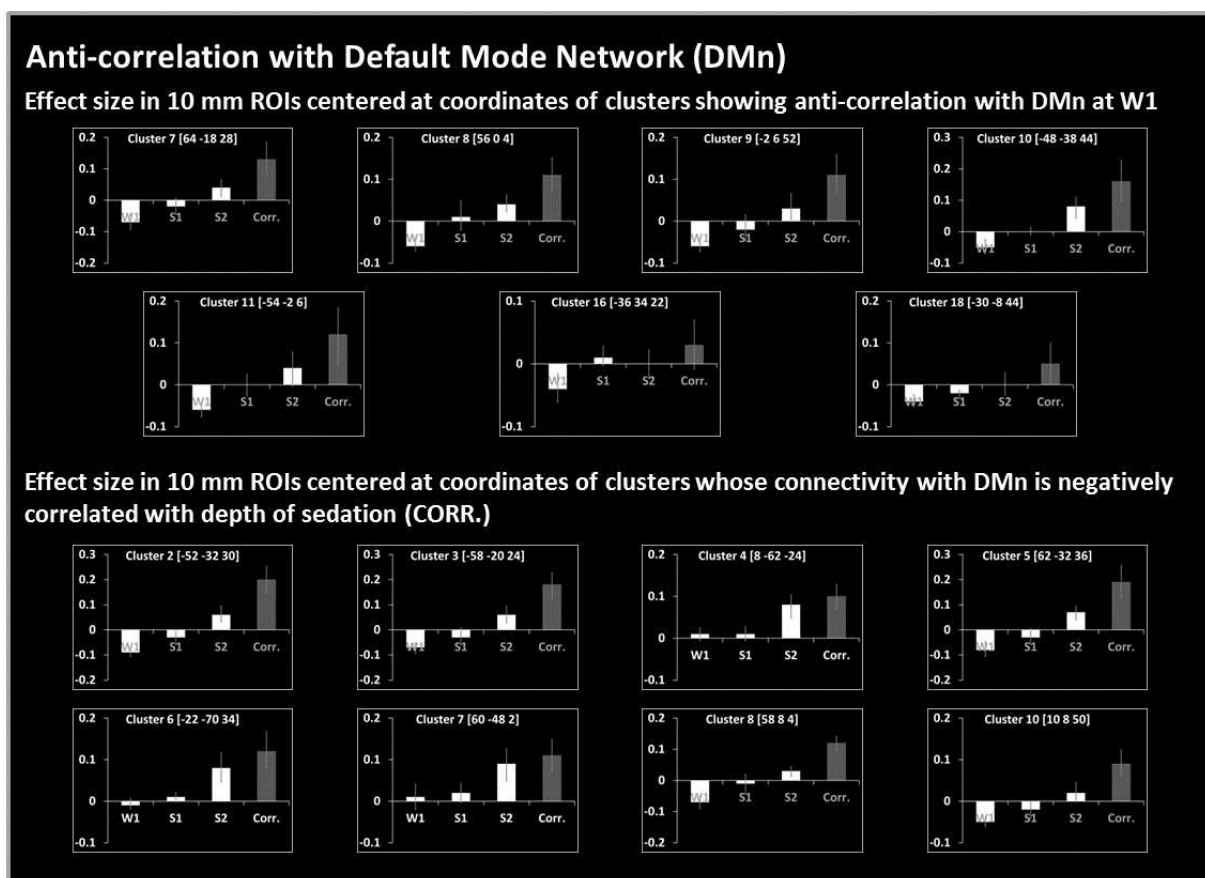 Anti-correlation with Default Mode Network (DMn)
Effect size in 10 mm ROIs centered at coordinates of clusters showing anti-correlation with DMn at W1
Cluster 7 [64 -18 28]
0.2
0.1
0
-0.1
-0.2
W1 S1 S2 Corr.
Cluster 8 [56 0 4]
0.2
0.1
0
-0.1
W1 S1 S2 Corr.
Cluster 9 [-2 6 52]
0.2
0.1
0
-0.1
W1 S1 S2 Corr.
Cluster 10 [-48 -38 44]
0.3
0.2
0.1
0
-0.1
W1 S1 S2 Corr.
Cluster 11 [-54 -2 6]
0.2
0.1
0
-0.1
W1 S1 S2 Corr.
Cluster 16 [-36 34 22]
0.1
0
-0.1
W1 S1 S2 Corr.
Cluster 18 [-30 -8 44]
0.2
0.1
0
-0.1
W1 S1 S2 Corr.
Effect size in 10 mm ROIs centered at coordinates of clusters whose connectivity with DMn is negatively
correlated with depth of sedation (CORR.)
Cluster 2 [-52 -32 30]
0.3
0.2
0.1
0
-0.1
-0.2
W1 S1 S2 Corr.
Cluster 3 [-58 -20 24]
0.3
0.2
0.1
0
-0.1
-0.2
W1 S1 S2 Corr.
Cluster 4 [8 -62 -24]
0.2
0.1
0
-0.1
W1 S1 S2 Corr.
Cluster 5 [62 -32 36]
0.3
0.2
0.1
0
-0.1
-0.2
W1 S1 S2 Corr.
Cluster 6 [-22 -70 34]
0.2
0.1
0
-0.1
W1 S1 S2 Corr.
Cluster 7 [60 -48 2]
0.2
0.1
0
-0.1
W1 S1 S2 Corr.
Cluster 8 [58 8 4]
0.2
0.1
0
-0.1
-0.2
W1 S1 S2 Corr.
Cluster 10 [10 8 50]
0.2
0.1
0
-0.1
W1 S1 S2 Corr.